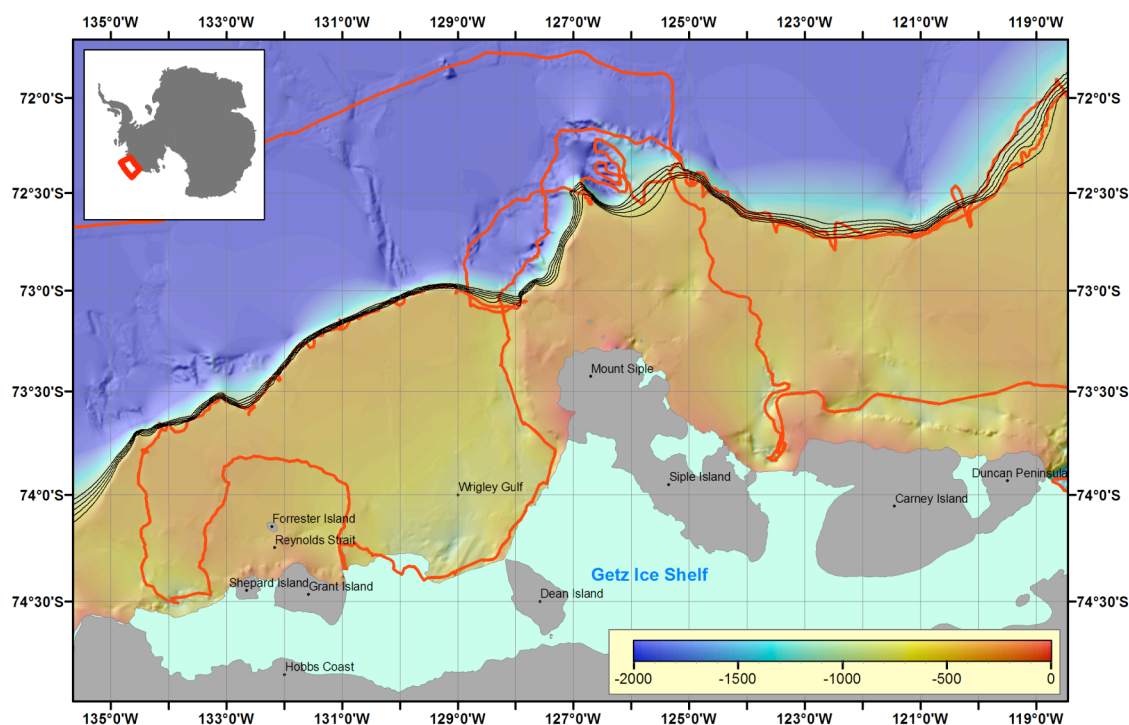 135°0'W 133°0'W 131°0'W 129°0'W 127°0'W 125°0'W 123°0'W 121°0'W 119°0'W
72°0'S 72°0'S
72°30'S 72°30'S
73°0'S 73°0'S
73°30'S 73°30'S
Mount Siple
Duncan Peninsula
Siple Island
Wrigley Gulf
74°0'S 74°0'S
Carney Island
Forrester Island
Reynolds Strait
Getz Ice Shelf
Shepard Island
Grant Island
Dean Island
74°30'S 74°30'S
Hobbs Coast
-2000 -1500 -1000 -500 0
135°0'W 133°0'W 131°0'W 129°0'W 127°0'W 125°0'W 123°0'W 121°0'W 119°0'W